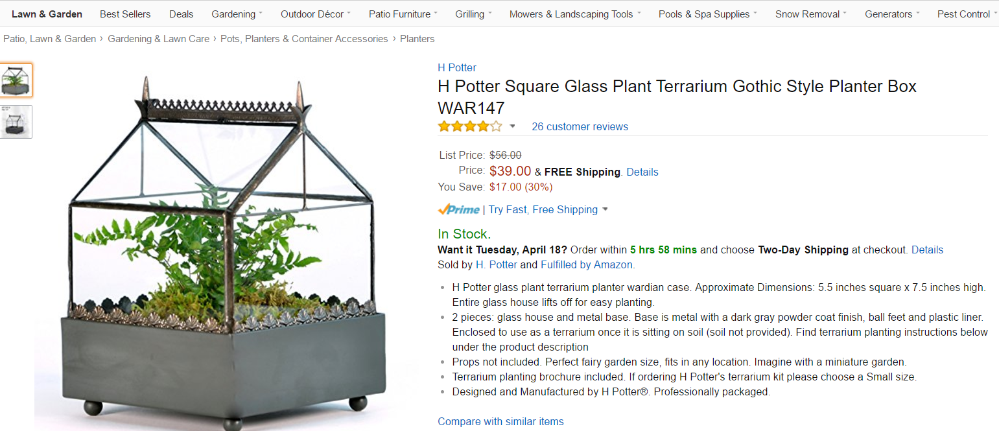 Lawn & Garden Best Sellers Deals Gardening Outdoor Décor Patio Furniture Grilling Mowers & Landscaping Tools Pools & Spa Supplies Snow Removal Generators Pest Control
Patio, Lawn & Garden › Gardening & Lawn Care › Pots, Planters & Container Accessories › Planters
H Potter
H Potter Square Glass Plant Terrarium Gothic Style Planter Box
WAR147
26 customer reviews
List Price: $56.00
Price: $39.00 & FREE Shipping. Details
You Save: $17.00 (30%)
Prime | Try Fast, Free Shipping
In Stock.
Want it Tuesday, April 18? Order within 5 hrs 58 mins and choose Two-Day Shipping at checkout. Details
Sold by H. Potter and Fulfilled by Amazon.
• H Potter glass plant terrarium planter wardian case. Approximate Dimensions: 5.5 inches square x 7.5 inches high.
Entire glass house lifts off for easy planting.
• 2 pieces: glass house and metal base. Base is metal with a dark gray powder coat finish, ball feet and plastic liner.
Enclosed to use as a terrarium once it is sitting on soil (soil not provided). Find terrarium planting instructions below
under the product description
• Props not included. Perfect fairy garden size, fits in any location. Imagine with a miniature garden.
• Terrarium planting brochure included. If ordering H Potter's terrarium kit please choose a Small size.
• Designed and Manufactured by H Potter®. Professionally packaged.
Compare with similar items